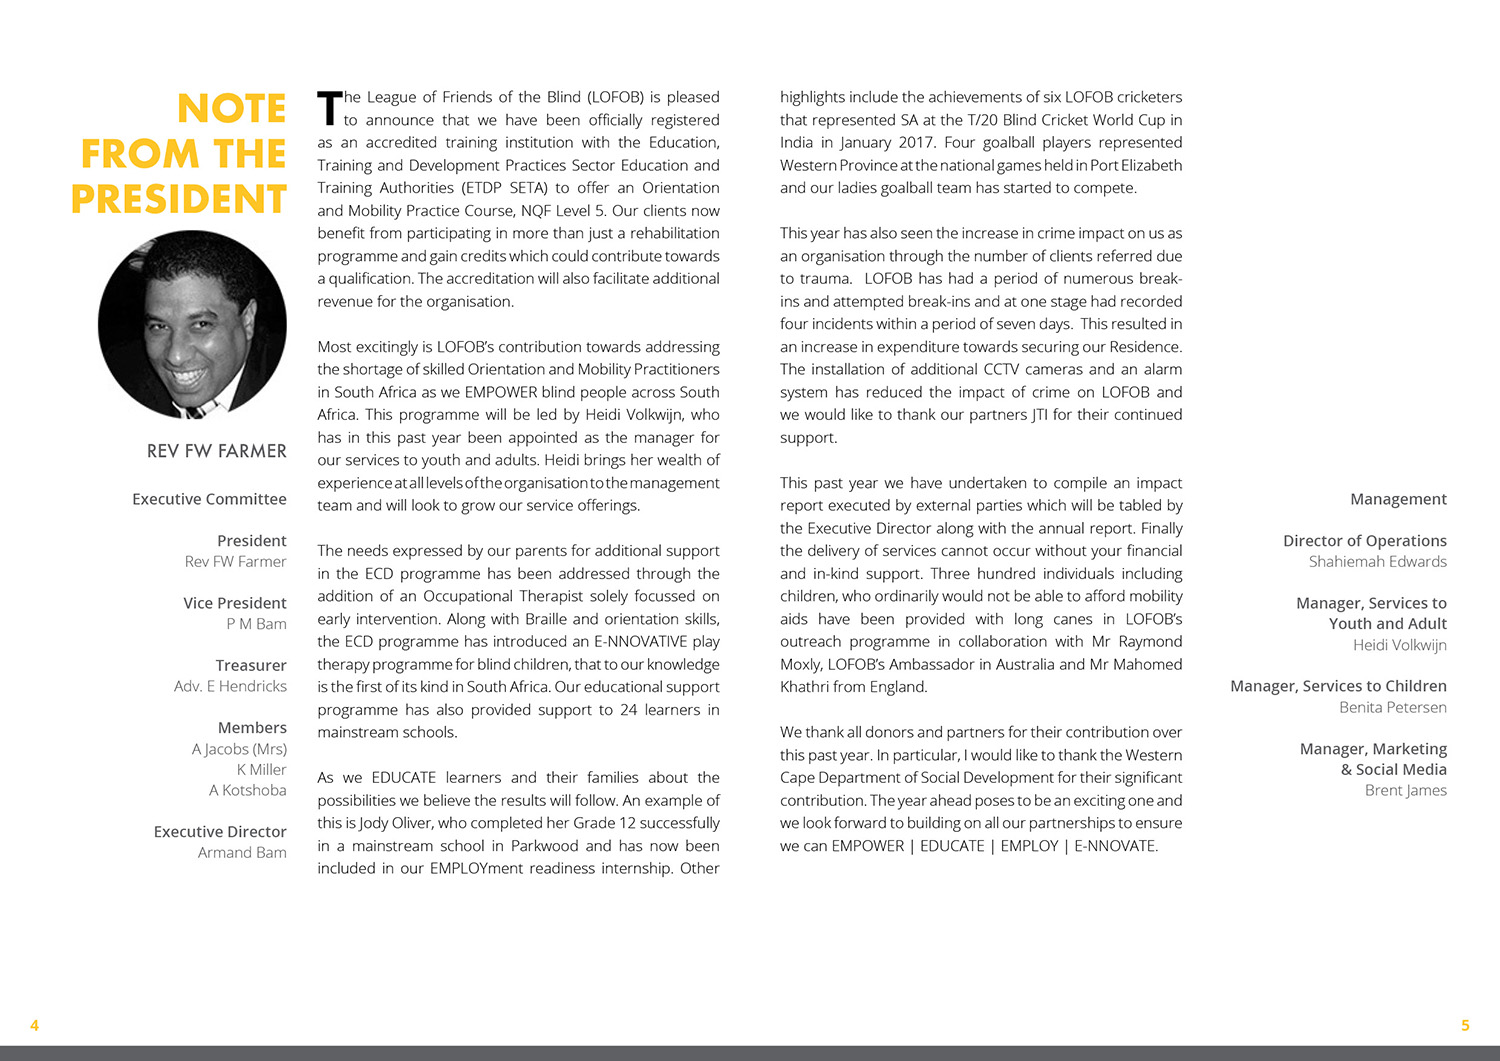 NOTE
FROM THE
PRESIDENT
REV FW FARMER
Executive Committee
President
Rev FW Farmer
Vice President
P M Bam
Treasurer
Adv. E Hendricks
Members
A Jacobs (Mrs)
K Miller
A Kotshoba
Executive Director
Armand Bam
The League of Friends of the Blind (LOFOB) is pleased
to announce that we have been officially registered
as an accredited training institution with the Education,
Training and Development Practices Sector Education and
Training Authorities (ETDP SETA) to offer an Orientation
and Mobility Practice Course, NQF Level 5. Our clients now
benefit from participating in more than just a rehabilitation
programme and gain credits which could contribute towards
a qualification. The accreditation will also facilitate additional
revenue for the organisation.
Most excitingly is LOFOB’s contribution towards addressing
the shortage of skilled Orientation and Mobility Practitioners
in South Africa as we EMPOWER blind people across South
Africa. This programme will be led by Heidi Volkwijn, who
has in this past year been appointed as the manager for
our services to youth and adults. Heidi brings her wealth of
experience at all levels of the organisation to the management
team and will look to grow our service offerings.
The needs expressed by our parents for additional support
in the ECD programme has been addressed through the
addition of an Occupational Therapist solely focussed on
early intervention. Along with Braille and orientation skills,
the ECD programme has introduced an E-NNOVATIVE play
therapy programme for blind children, that to our knowledge
is the first of its kind in South Africa. Our educational support
programme has also provided support to 24 learners in
mainstream schools.
As we EDUCATE learners and their families about the
possibilities we believe the results will follow. An example of
this is Jody Oliver, who completed her Grade 12 successfully
in a mainstream school in Parkwood and has now been
included in our EMPLOYment readiness internship. Other
highlights include the achievements of six LOFOB cricketers
that represented SA at the T/20 Blind Cricket World Cup in
India in January 2017. Four goalball players represented
Western Province at the national games held in Port Elizabeth
and our ladies goalball team has started to compete.
This year has also seen the increase in crime impact on us as
an organisation through the number of clients referred due
to trauma. LOFOB has had a period of numerous break-
ins and attempted break-ins and at one stage had recorded
four incidents within a period of seven days. This resulted in
an increase in expenditure towards securing our Residence.
The installation of additional CCTV cameras and an alarm
system has reduced the impact of crime on LOFOB and
we would like to thank our partners JTI for their continued
support.
This past year we have undertaken to compile an impact
report executed by external parties which will be tabled by
the Executive Director along with the annual report. Finally
the delivery of services cannot occur without your financial
and in-kind support. Three hundred individuals including
children, who ordinarily would not be able to afford mobility
aids have been provided with long canes in LOFOB’s
outreach programme in collaboration with Mr Raymond
Moxly, LOFOB’s Ambassador in Australia and Mr Mahomed
Khathri from England.
We thank all donors and partners for their contribution over
this past year. In particular, I would like to thank the Western
Cape Department of Social Development for their significant
contribution. The year ahead poses to be an exciting one and
we look forward to building on all our partnerships to ensure
we can EMPOWER | EDUCATE | EMPLOY | E-NNOVATE.
Management
Director of Operations
Shahiemah Edwards
Manager, Services to
Youth and Adult
Heidi Volkwijn
Manager, Services to Children
Benita Petersen
Manager, Marketing
& Social Media
Brent James
4
5